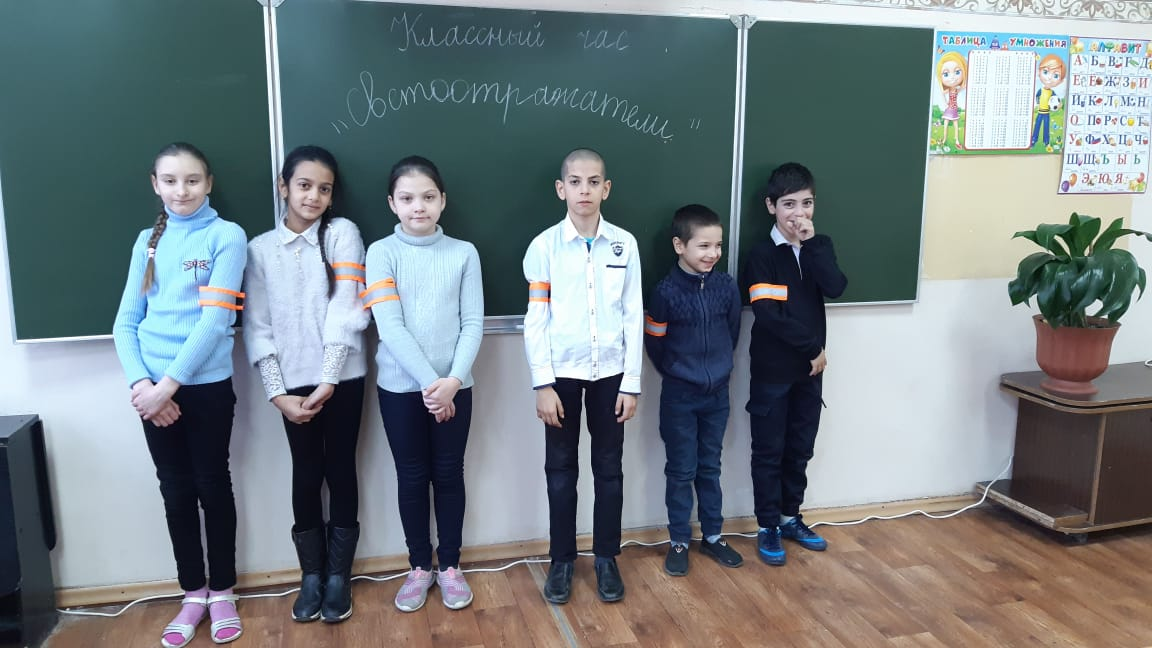 Классный час
"Светоотражатели"
ТАБЛИЦА УМНОЖЕНИЯ
АЛФАВИТ
А Б В Г Д
Е Ё Ж З И
Й К Л М Н
О П Р С Т
У Ф Х Ц Ч
Ш Щ Ъ Ы Ь
Э Ю Я